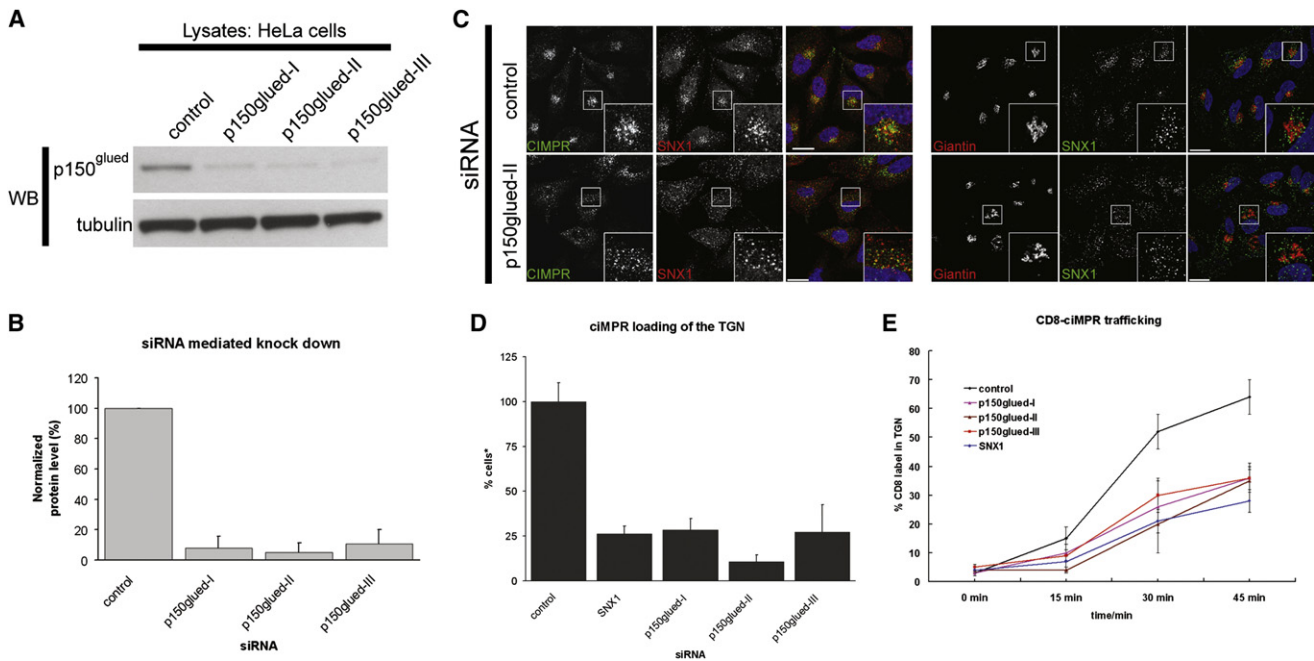 A
Lysates: HeLa cells
control
p150glued-I
p150glued-II
p150glued-III
WB
p150glued
tubulin
B
siRNA mediated knock down
Normalized
protein level (%)
120
100
80
60
40
20
0
control
p150glued-I
p150glued-II
p150glued-III
siRNA
C
siRNA
control
CIMPR
SNX1
Giantin
SNX1
p150glued-II
CIMPR
SNX1
Giantin
SNX1
D
ciMPR loading of the TGN
% cells*
125
100
75
50
25
0
control
SNX1
p150glued-I
p150glued-II
p150glued-III
siRNA
E
CD8-ciMPR trafficking
% CD8 label in TGN
80
70
60
50
40
30
20
10
0
control
p150glued-I
p150glued-II
p150glued-III
SNX1
0 min
15 min
30 min
45 min
time/min